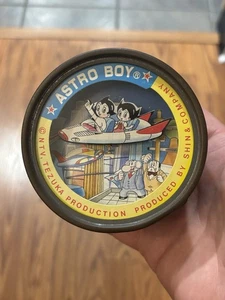 ASTRO BOY®
© N.T.V. TEZUKA PRODUCTION PRODUCED BY SHIN & COMPANY